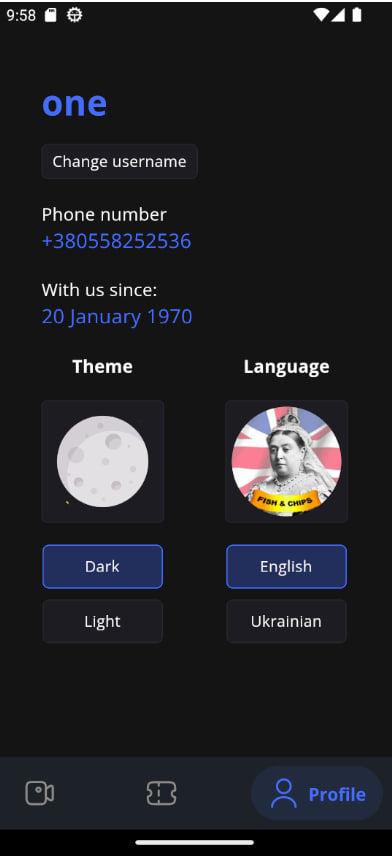 9:58
one
Change username
Phone number
+380558252536
With us since:
20 January 1970
Theme
Language
FISH & CHIPS
Dark
English
Light
Ukrainian
Profile